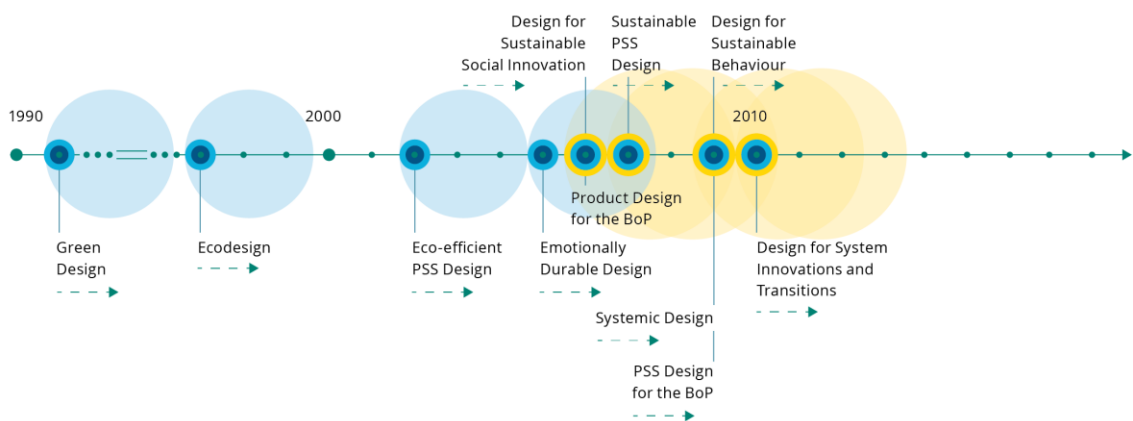 Design for
Sustainable
Social Innovation
Sustainable
PSS
Design
Design for
Sustainable
Behaviour
1990
2000
2010
Product Design
for the BoP
Green
Design
Ecodesign
Eco-efficient
PSS Design
Emotionally
Durable Design
Design for System
Innovations and
Transitions
Systemic Design
PSS Design
for the BoP